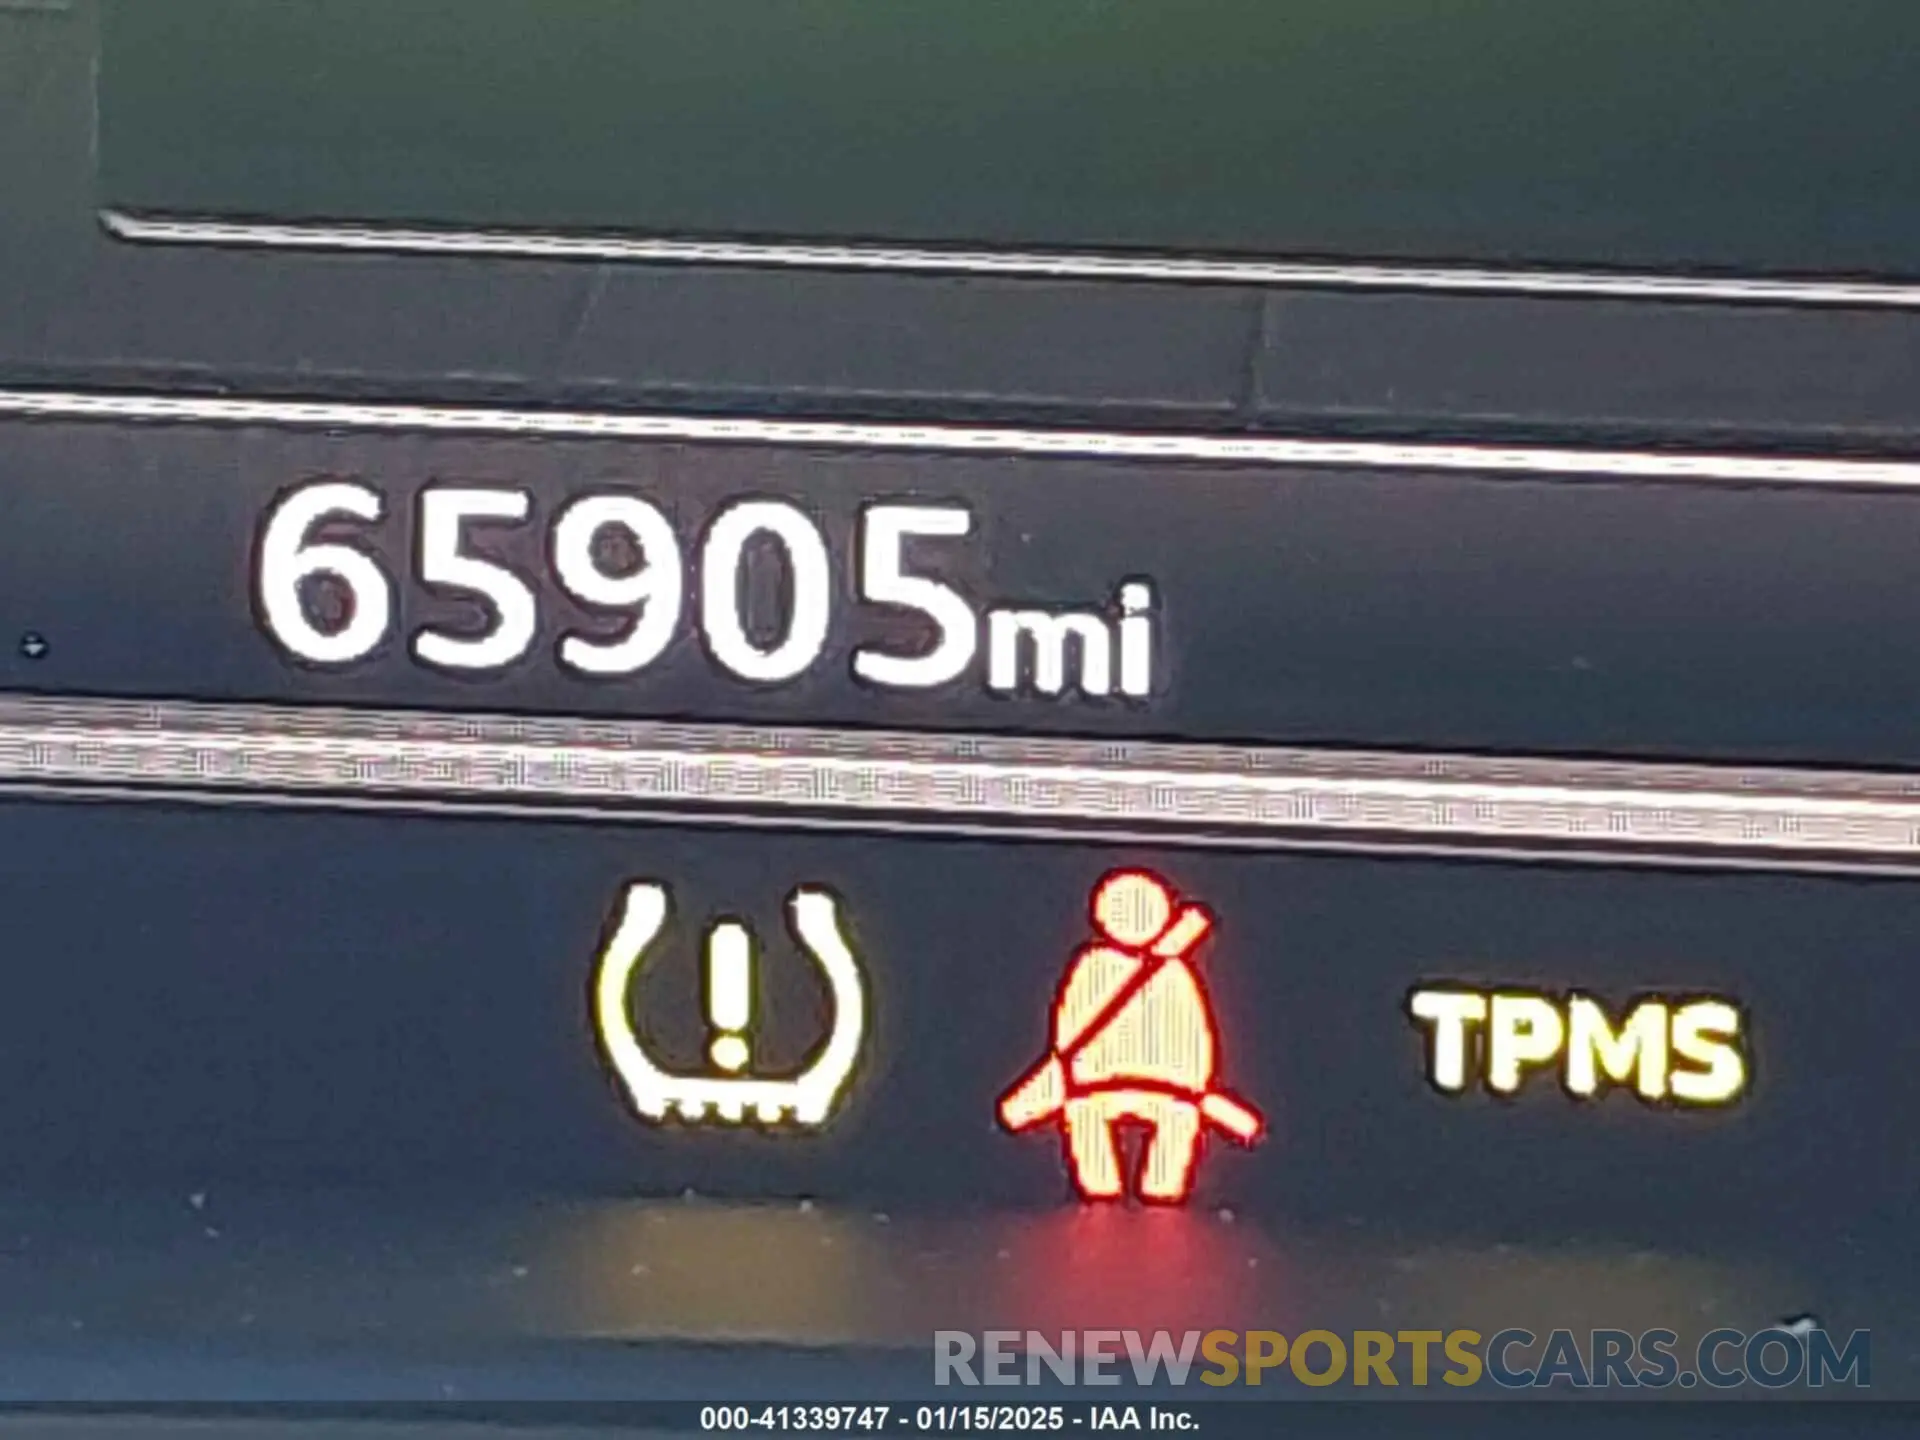 65905mi
TPMS
RENEWSPORTSCARS.COM
000-41339747 - 01/15/2025 - IAA Inc.